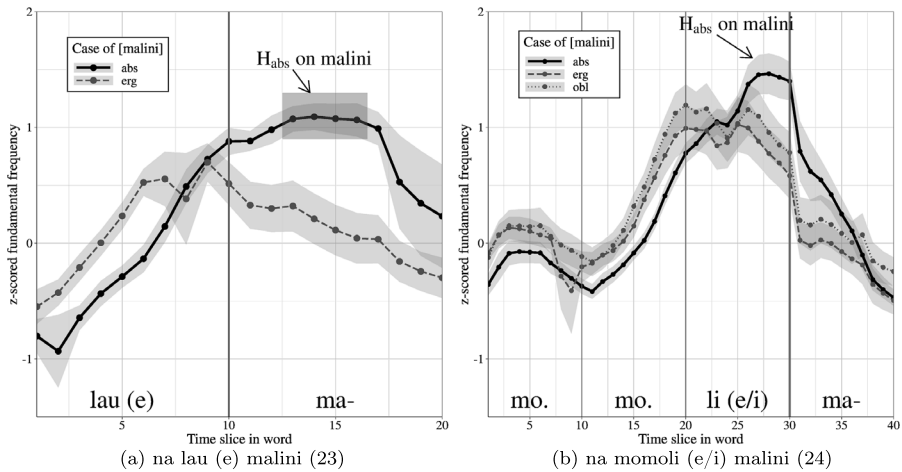 Case of [malini]
abs
erg
H_abs on malini
z-scored fundamental frequency
2
1
0
-1
lau (e)
ma-
5
10
15
20
Time slice in word
(a) na lau (e) malini (23)
Case of [malini]
abs
erg
obl
H_abs on malini
z-scored fundamental frequency
2
1
0
-1
mo.
mo.
li (e/i)
ma-
0
5
10
15
20
25
30
35
40
Time slice in word
(b) na momoli (e/i) malini (24)